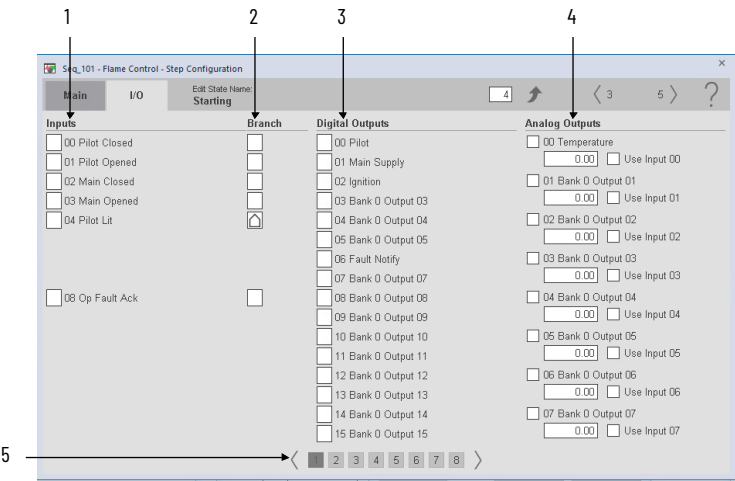 1
2
3
4
Seq_101 - Flame Control - Step Configuration
Main
I/O
Edit State Name:
Starting
4
3
5
?
Inputs
Branch
Digital Outputs
Analog Outputs
00 Pilot Closed
01 Pilot Opened
02 Main Closed
03 Main Opened
04 Pilot Lit
08 Op Fault Ack
00 Pilot
01 Main Supply
02 Ignition
03 Bank 0 Output 03
04 Bank 0 Output 04
05 Bank 0 Output 05
06 Fault Notify
07 Bank 0 Output 07
08 Bank 0 Output 08
09 Bank 0 Output 09
10 Bank 0 Output 10
11 Bank 0 Output 11
12 Bank 0 Output 12
13 Bank 0 Output 13
14 Bank 0 Output 14
15 Bank 0 Output 15
00 Temperature
0.00 Use Input 00
01 Bank 0 Output 01
0.00 Use Input 01
02 Bank 0 Output 02
0.00 Use Input 02
03 Bank 0 Output 03
0.00 Use Input 03
04 Bank 0 Output 04
0.00 Use Input 04
05 Bank 0 Output 05
0.00 Use Input 05
06 Bank 0 Output 06
0.00 Use Input 06
07 Bank 0 Output 07
0.00 Use Input 07
5
1 2 3 4 5 6 7 8